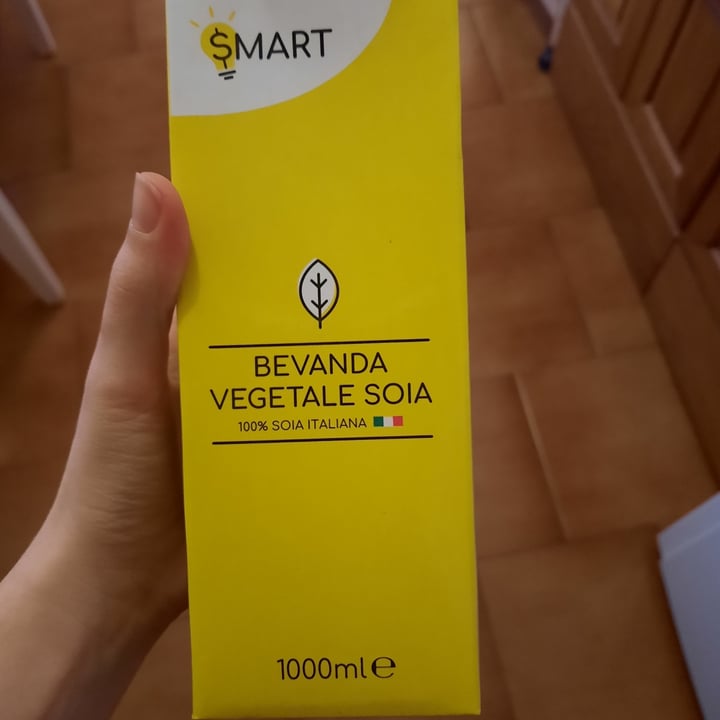 $MART
BEVANDA
VEGETALE SOIA
100% SOIA ITALIANA
1000ml e